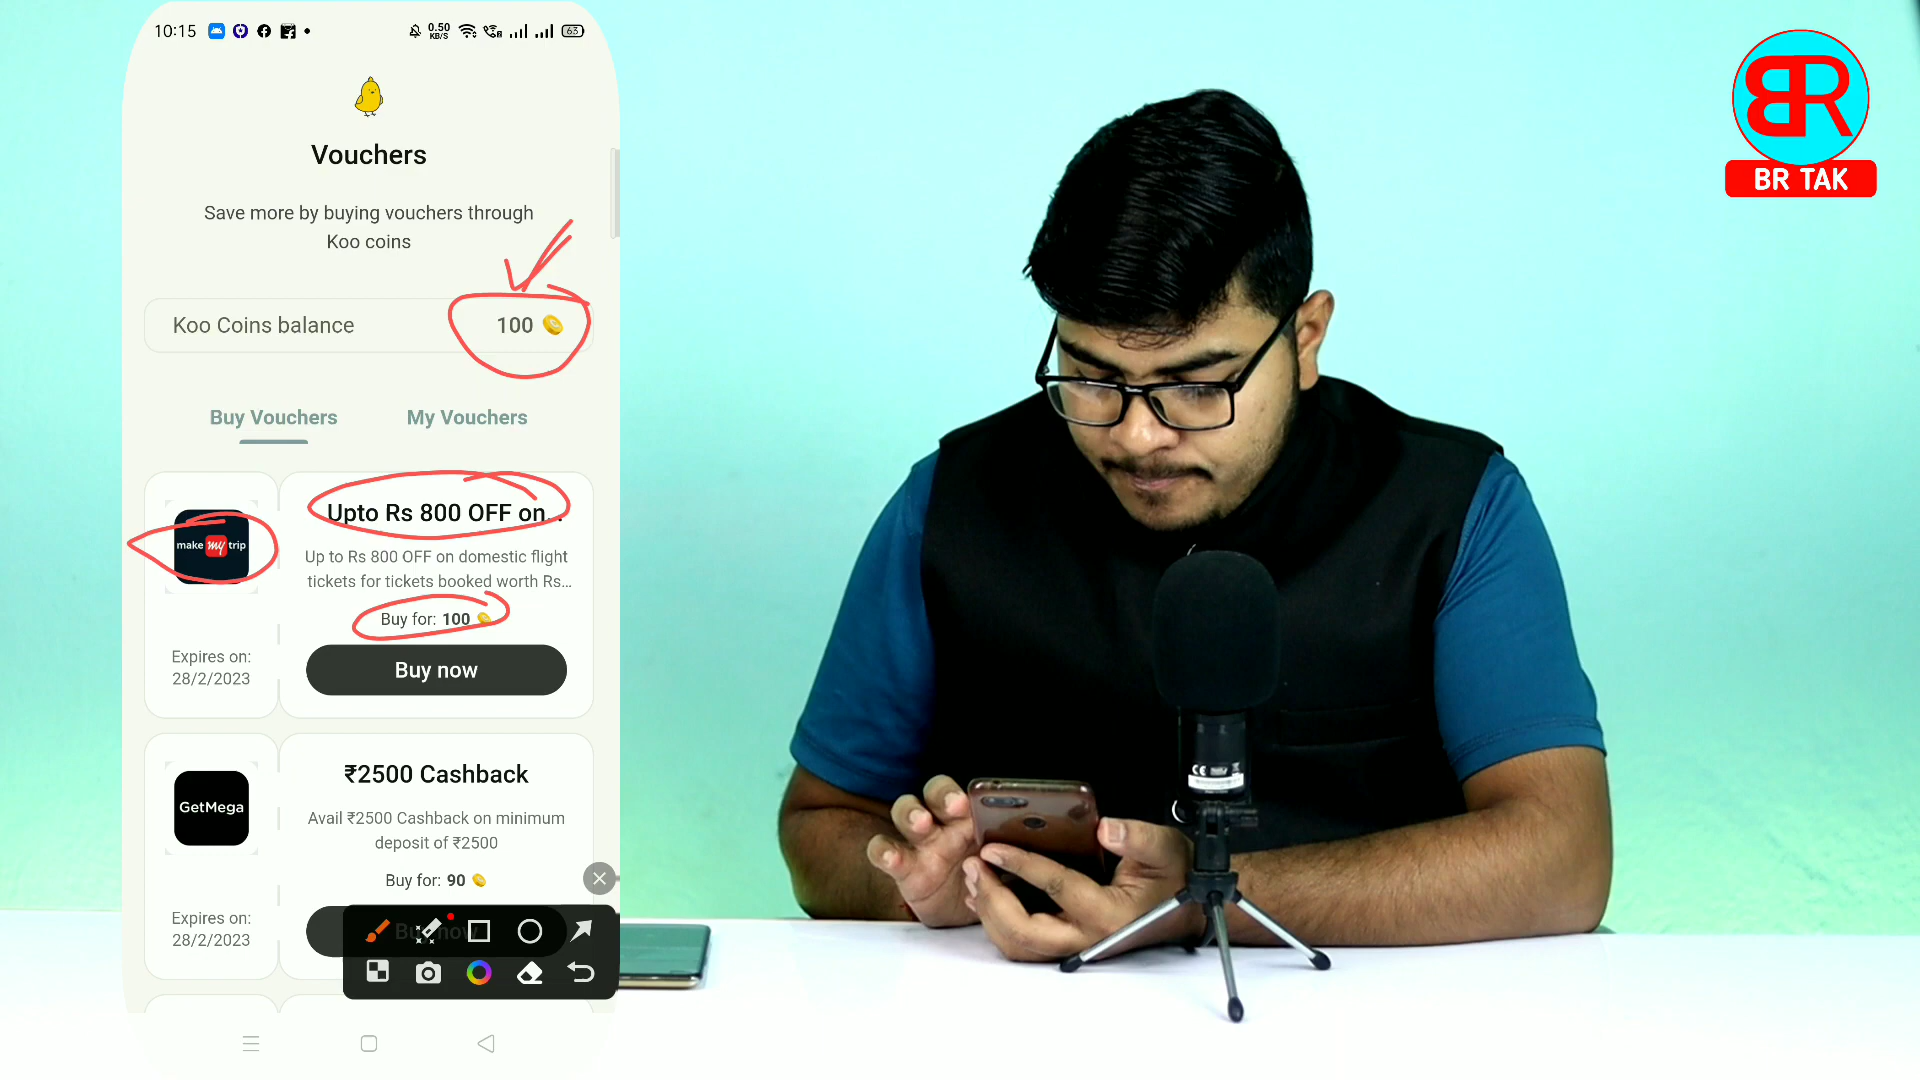 10:15
0.50
KB/S
63
Vouchers
Save more by buying vouchers through
Koo coins
Koo Coins balance
100
Buy Vouchers
My Vouchers
make my trip
Upto Rs 800 OFF on...
Up to Rs 800 OFF on domestic flight
tickets for tickets booked worth Rs...
Buy for: 100
Expires on:
28/2/2023
Buy now
GetMega
₹2500 Cashback
Avail ₹2500 Cashback on minimum
deposit of ₹2500
Buy for: 90
Expires on:
28/2/2023
Buy now
BR
BR TAK
CE